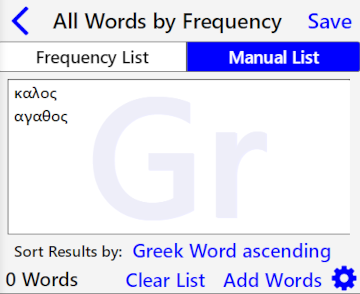 All Words by Frequency Save
Frequency List Manual List
καλος
αγαθος
Gr
Sort Results by: Greek Word ascending
0 Words Clear List Add Words